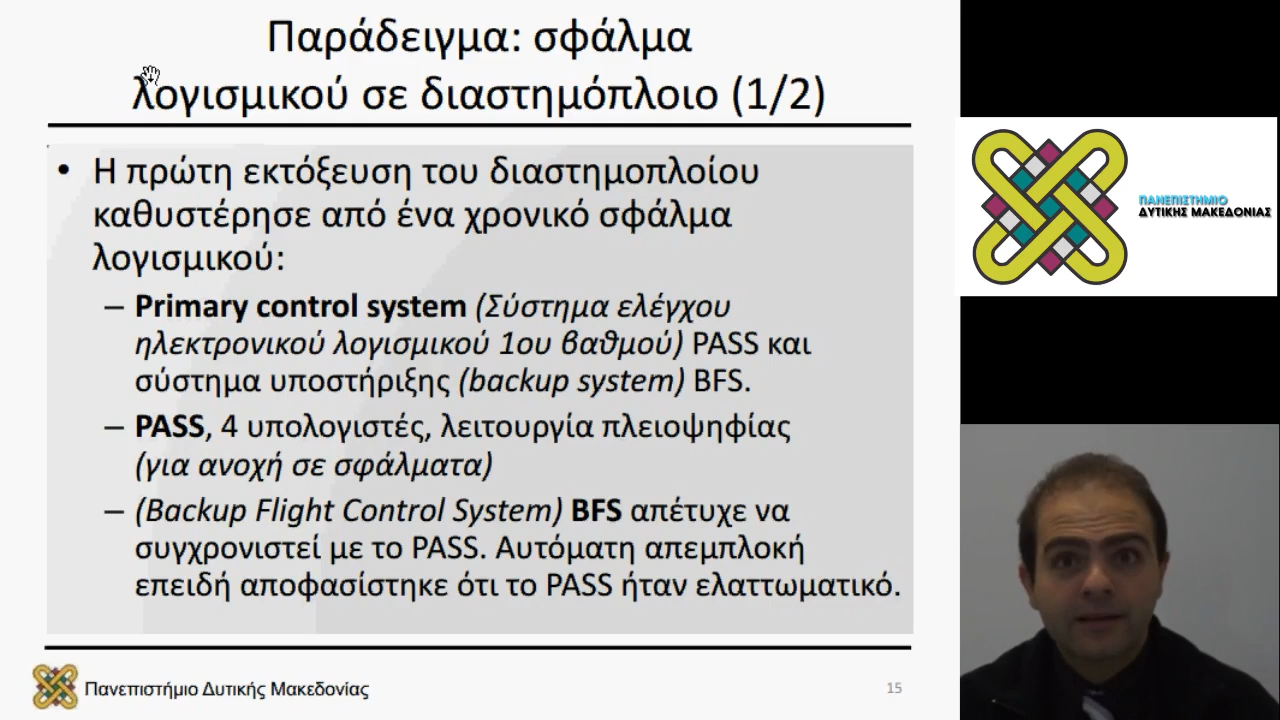 Παράδειγμα: σφάλμα
λογισμικού σε διαστημόπλοιο (1/2)
• Η πρώτη εκτόξευση του διαστημοπλοίου
καθυστέρησε από ένα χρονικό σφάλμα
λογισμικού:
– Primary control system (Σύστημα ελέγχου
ηλεκτρονικού λογισμικού 1ου βαθμού) PASS και
σύστημα υποστήριξης (backup system) BFS.
– PASS, 4 υπολογιστές, λειτουργία πλειοψηφίας
(για ανοχή σε σφάλματα)
– (Backup Flight Control System) BFS απέτυχε να
συγχρονιστεί με το PASS. Αυτόματη απεμπλοκή
επειδή αποφασίστηκε ότι το PASS ήταν ελαττωματικό.
Πανεπιστήμιο Δυτικής Μακεδονίας
15
ΠΑΝΕΠΙΣΤΗΜΙΟ
ΔΥΤΙΚΗΣ ΜΑΚΕΔΟΝΙΑΣ